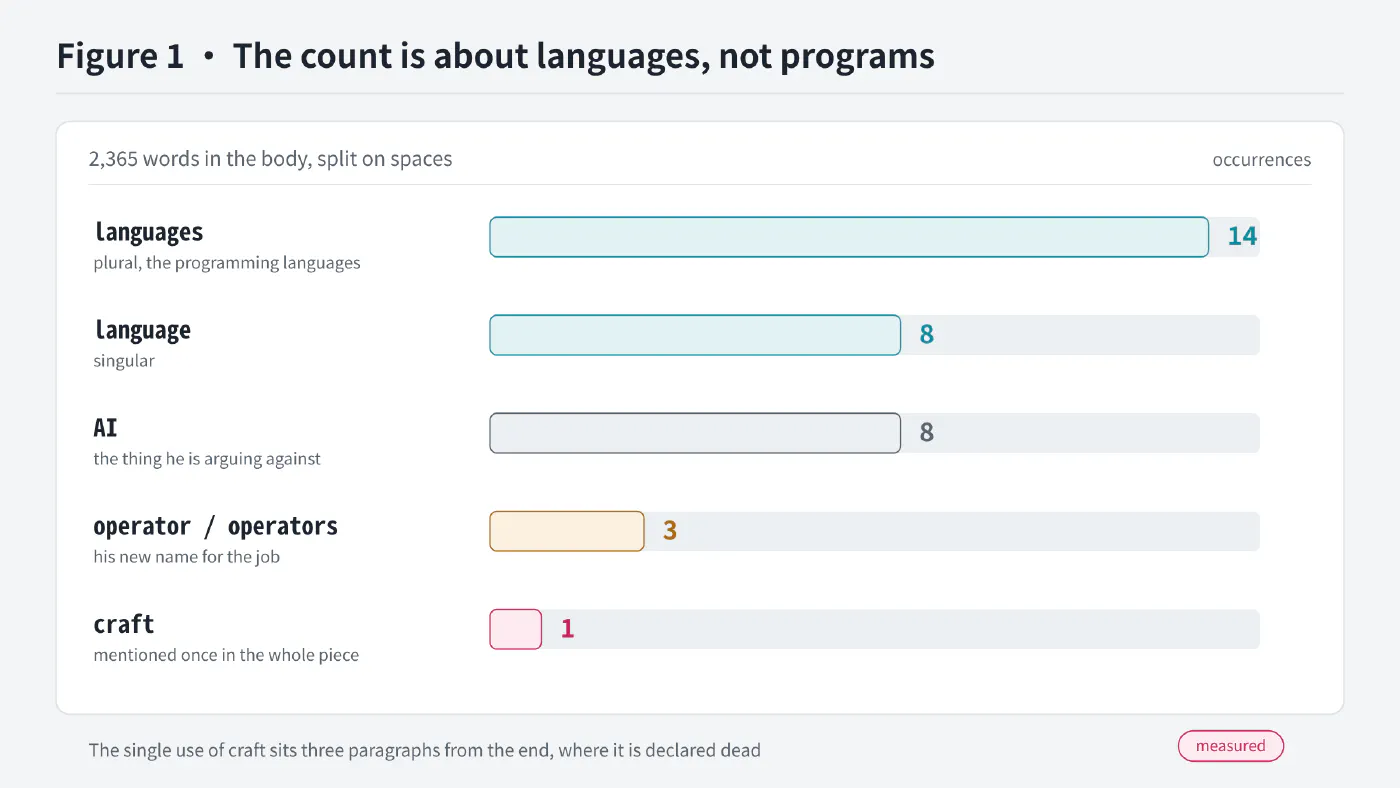 Figure 1 • The count is about languages, not programs
2,365 words in the body, split on spaces
occurrences
languages
plural, the programming languages
14
language
singular
8
AI
the thing he is arguing against
8
operator / operators
his new name for the job
3
craft
mentioned once in the whole piece
1
The single use of craft sits three paragraphs from the end, where it is declared dead
measured